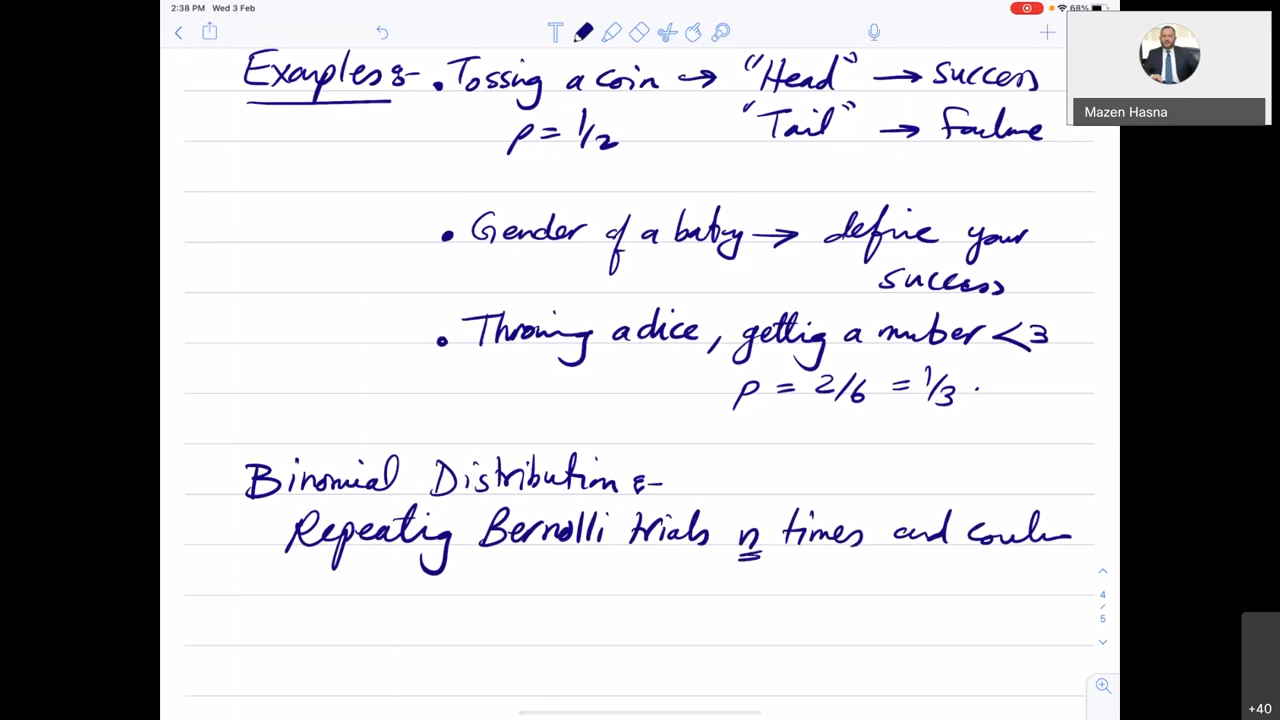 2:38 PM Wed 3 Feb
68%
Mazen Hasna
Examples :- . Tossing a coin → "Head" → success
p = 1/2 "Tail" → Failure
• Gender of a baby → define your
success
• Throwing a dice, getting a number <3
p = 2/6 = 1/3 .
Binomial Distribution :-
Repeating Bernolli trials n times and
4
/
5
+40